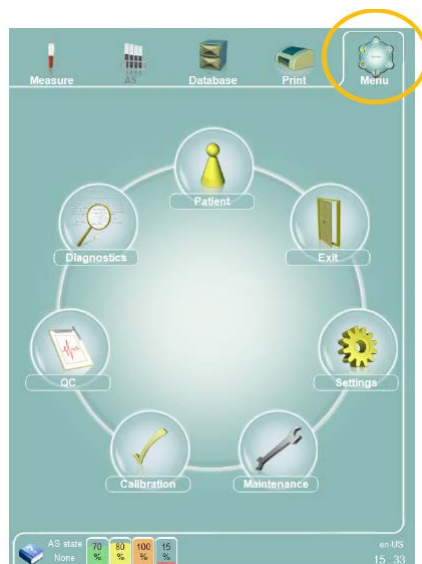 Measure
AS
Database
Print
Menu
Patient
Diagnostics
Exit
QC
Settings
Calibration
Maintenance
AS state
None
70 %
80 %
100 %
15 %
en-US
15 33